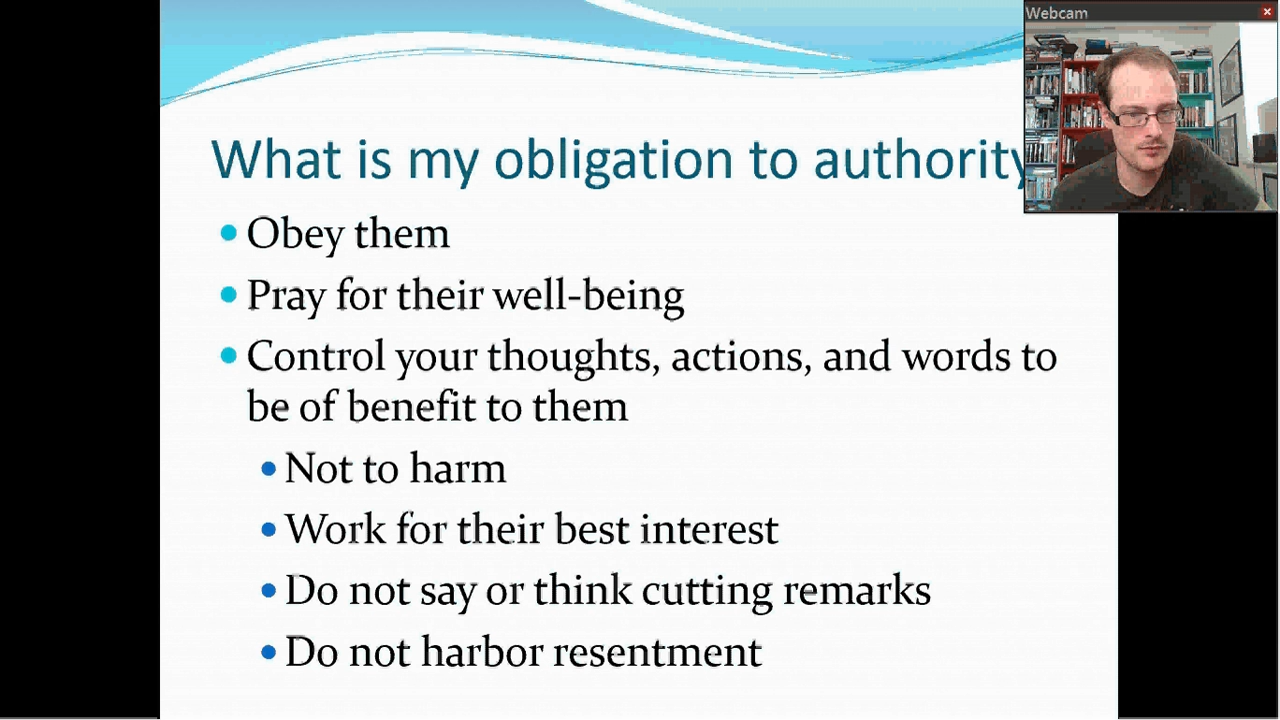 Webcam
What is my obligation to authority
Obey them
Pray for their well-being
Control your thoughts, actions, and words to
be of benefit to them
Not to harm
Work for their best interest
Do not say or think cutting remarks
Do not harbor resentment